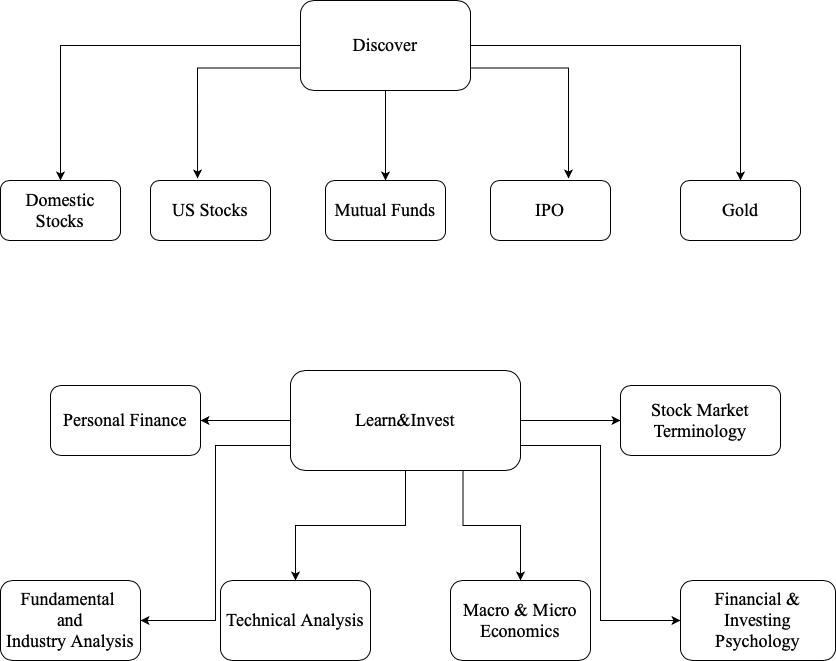 Discover
Domestic
Stocks
US Stocks
Mutual Funds
IPO
Gold
Personal Finance
Learn&Invest
Stock Market
Terminology
Fundamental
and
Industry Analysis
Technical Analysis
Macro & Micro
Economics
Financial &
Investing
Psychology